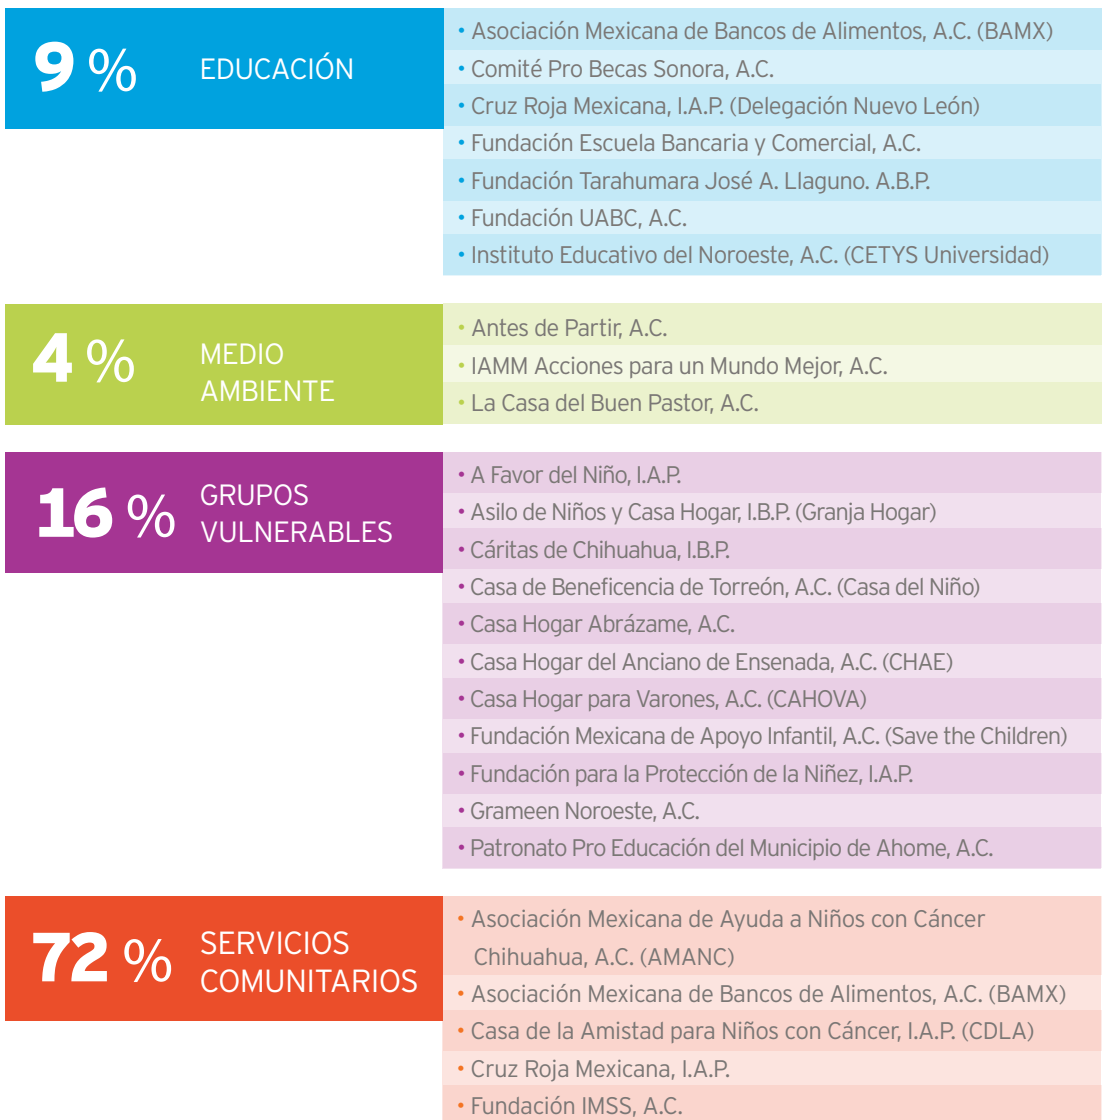 9 % EDUCACIÓN
• Asociación Mexicana de Bancos de Alimentos, A.C. (BAMX)
• Comité Pro Becas Sonora, A.C.
• Cruz Roja Mexicana, I.A.P. (Delegación Nuevo León)
• Fundación Escuela Bancaria y Comercial, A.C.
• Fundación Tarahumara José A. Llaguno. A.B.P.
• Fundación UABC, A.C.
• Instituto Educativo del Noroeste, A.C. (CETYS Universidad)
4 % MEDIO
AMBIENTE
• Antes de Partir, A.C.
• IAMM Acciones para un Mundo Mejor, A.C.
• La Casa del Buen Pastor, A.C.
16 % GRUPOS
VULNERABLES
• A Favor del Niño, I.A.P.
• Asilo de Niños y Casa Hogar, I.B.P. (Granja Hogar)
• Cáritas de Chihuahua, I.B.P.
• Casa de Beneficencia de Torreón, A.C. (Casa del Niño)
• Casa Hogar Abrázame, A.C.
• Casa Hogar del Anciano de Ensenada, A.C. (CHAE)
• Casa Hogar para Varones, A.C. (CAHOVA)
• Fundación Mexicana de Apoyo Infantil, A.C. (Save the Children)
• Fundación para la Protección de la Niñez, I.A.P.
• Grameen Noroeste, A.C.
• Patronato Pro Educación del Municipio de Ahome, A.C.
72 % SERVICIOS
COMUNITARIOS
• Asociación Mexicana de Ayuda a Niños con Cáncer
Chihuahua, A.C. (AMANC)
• Asociación Mexicana de Bancos de Alimentos, A.C. (BAMX)
• Casa de la Amistad para Niños con Cáncer, I.A.P. (CDLA)
• Cruz Roja Mexicana, I.A.P.
• Fundación IMSS, A.C.